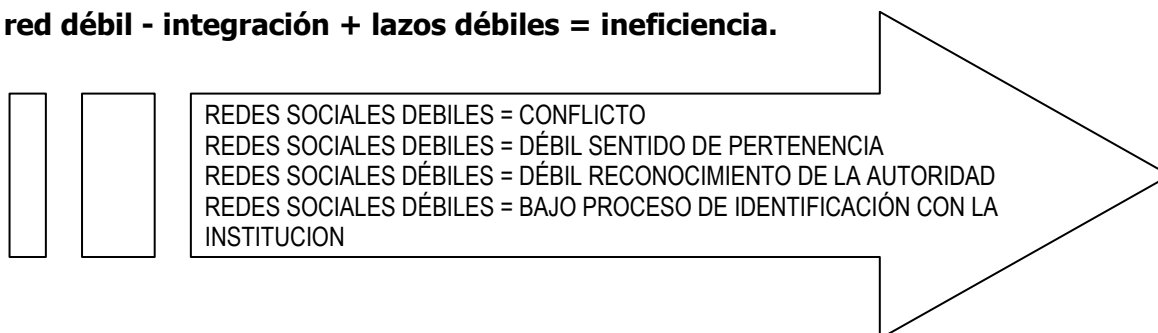 red débil - integración + lazos débiles = ineficiencia.
REDES SOCIALES DEBILES = CONFLICTO
REDES SOCIALES DEBILES = DÉBIL SENTIDO DE PERTENENCIA
REDES SOCIALES DÉBILES = DÉBIL RECONOCIMIENTO DE LA AUTORIDAD
REDES SOCIALES DÉBILES = BAJO PROCESO DE IDENTIFICACIÓN CON LA
INSTITUCION